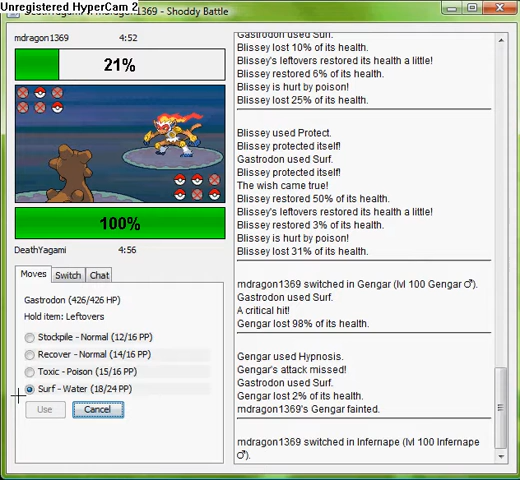 Unregistered HyperCam 2
mdragon1369 - Shoddy Battle
mdragon1369 4:52
21%
100%
DeathYagami 4:56
Moves Switch Chat
Gastrodon (426/426 HP)
Hold item: Leftovers
Stockpile - Normal (12/16 PP)
Recover - Normal (14/16 PP)
Toxic - Poison (15/16 PP)
Surf - Water (18/24 PP)
Use Cancel
Gastrodon used Surf.
Blissey lost 10% of its health.
Blissey's leftovers restored its health a little!
Blissey restored 6% of its health.
Blissey is hurt by poison!
Blissey lost 25% of its health.
Blissey used Protect.
Blissey protected itself!
Gastrodon used Surf.
Blissey protected itself!
The wish came true!
Blissey restored 50% of its health.
Blissey's leftovers restored its health a little!
Blissey restored 3% of its health.
Blissey is hurt by poison!
Blissey lost 31% of its health.
mdragon1369 switched in Gengar (lvl 100 Gengar ♂).
Gastrodon used Surf.
A critical hit!
Gengar lost 98% of its health.
Gengar used Hypnosis.
Gengar's attack missed!
Gastrodon used Surf.
Gengar lost 2% of its health.
mdragon1369's Gengar fainted.
mdragon1369 switched in Infernape (lvl 100 Infernape
♂).